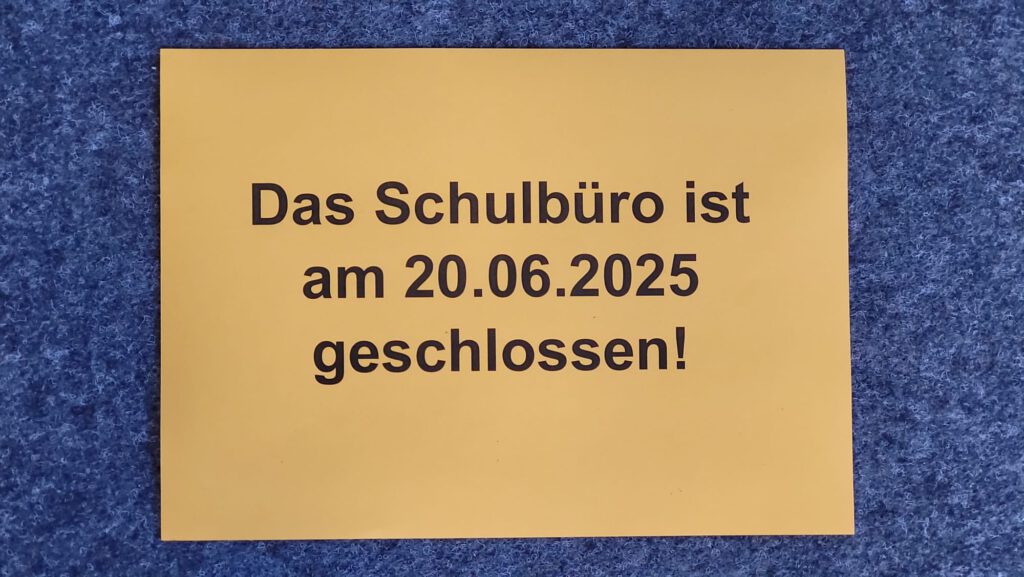 Das Schulbüro ist
am 20.06.2025
geschlossen!